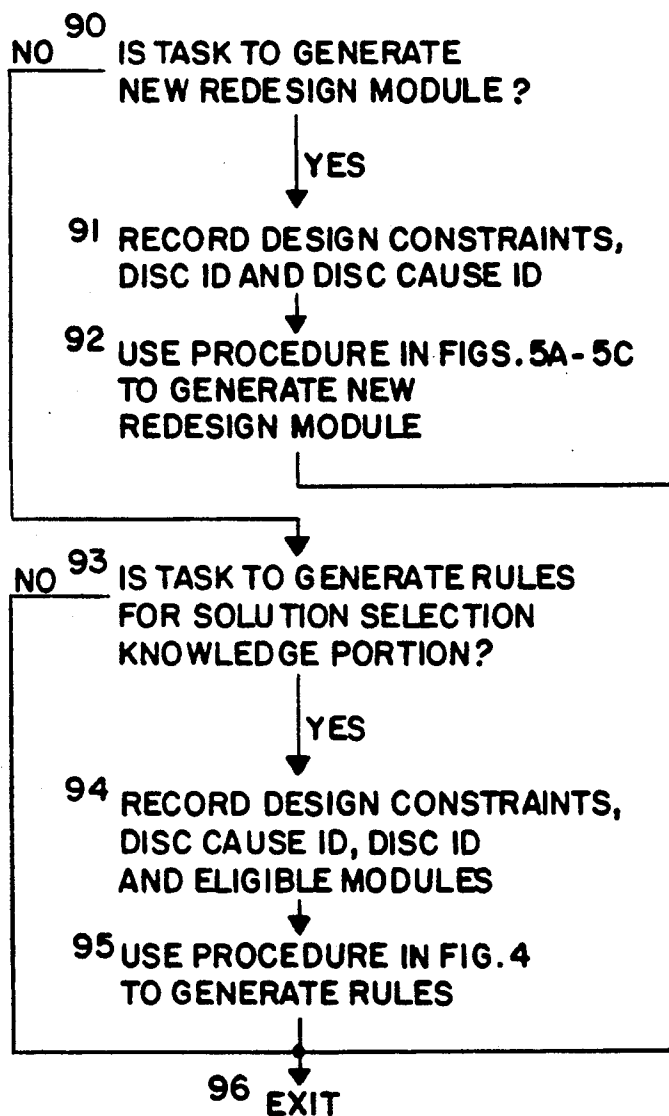 90
NO IS TASK TO GENERATE
NEW REDESIGN MODULE?
YES
91 RECORD DESIGN CONSTRAINTS,
DISC ID AND DISC CAUSE ID
92 USE PROCEDURE IN FIGS. 5A-5C
TO GENERATE NEW
REDESIGN MODULE
NO 93 IS TASK TO GENERATE RULES
FOR SOLUTION SELECTION
KNOWLEDGE PORTION?
YES
94 RECORD DESIGN CONSTRAINTS,
DISC CAUSE ID, DISC ID
AND ELIGIBLE MODULES
95 USE PROCEDURE IN FIG. 4
TO GENERATE RULES
96 EXIT